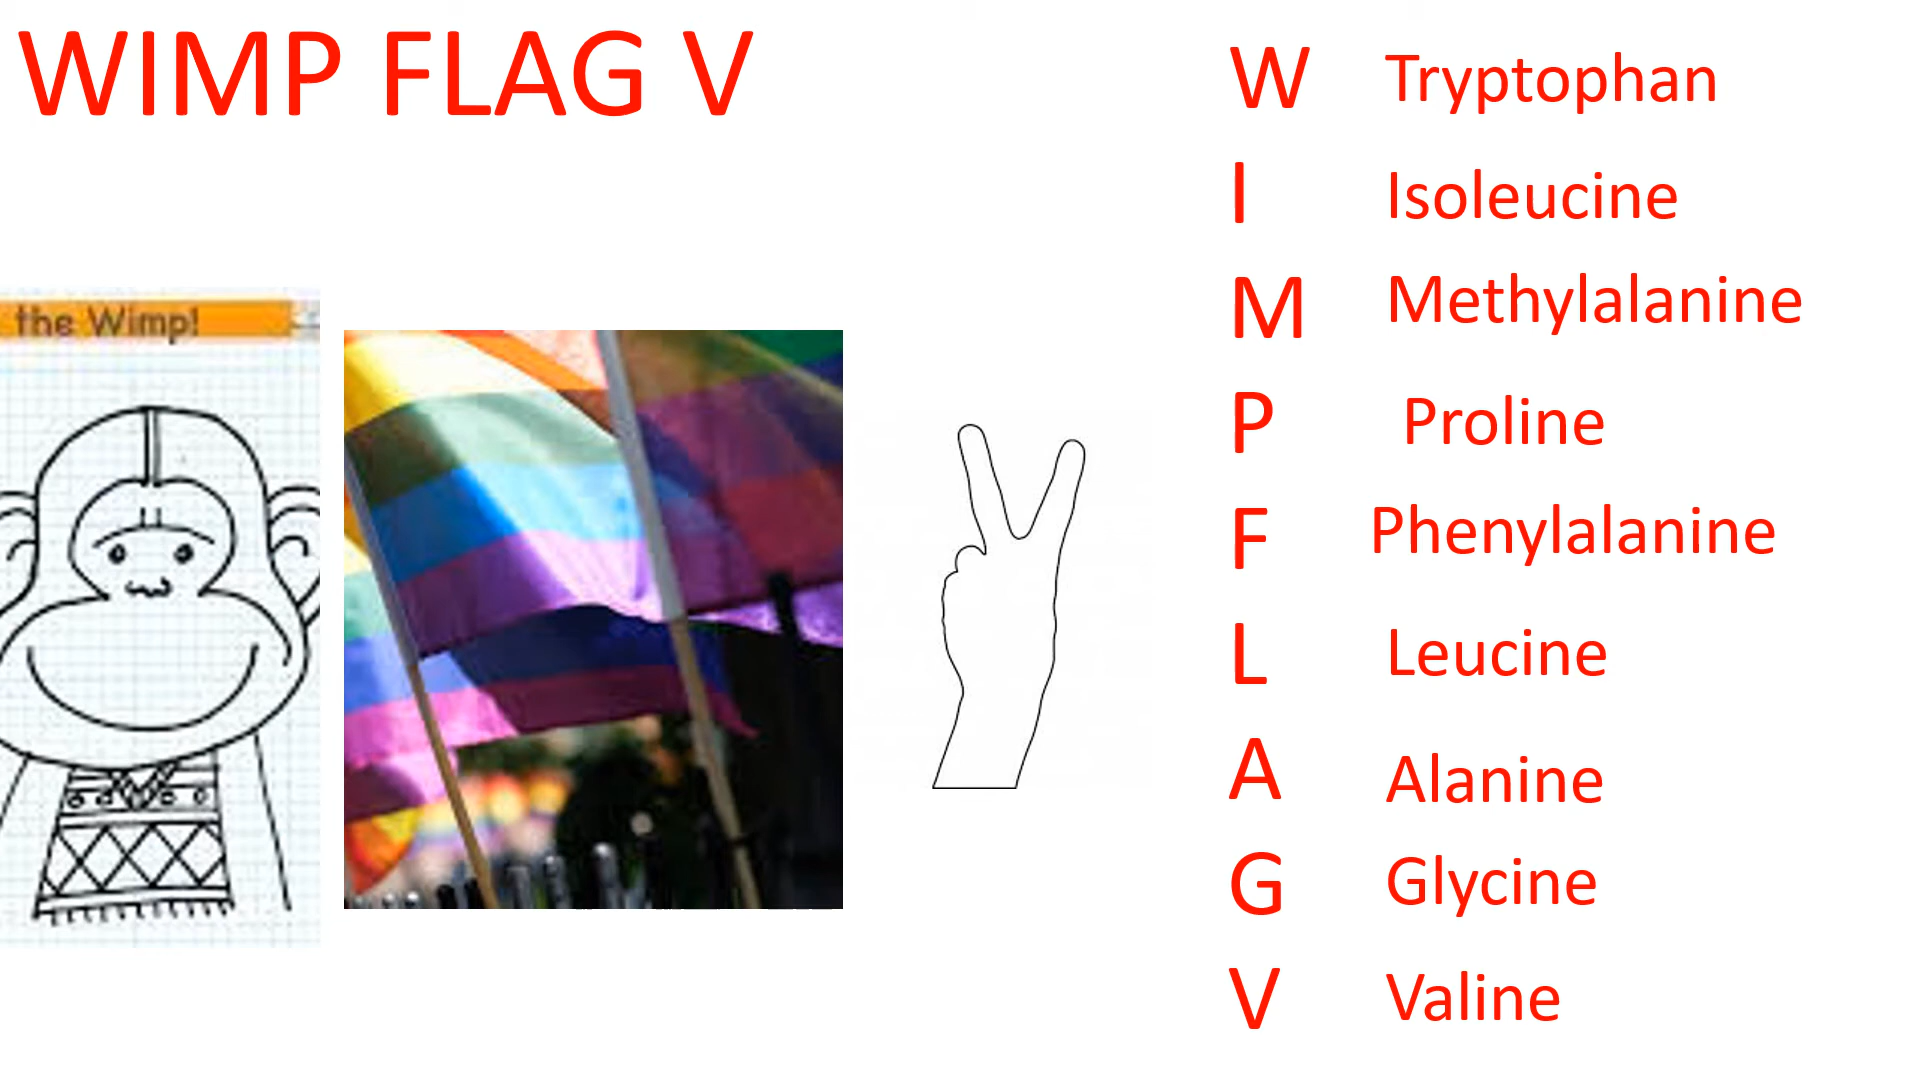 WIMP FLAG V
the Wimp!
W Tryptophan
I Isoleucine
M Methylalanine
P Proline
F Phenylalanine
L Leucine
A Alanine
G Glycine
V Valine